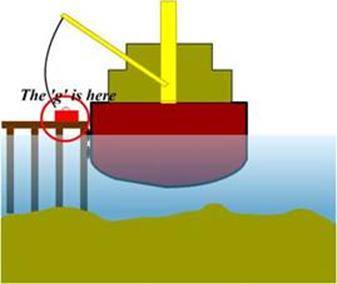 The 'g' is here